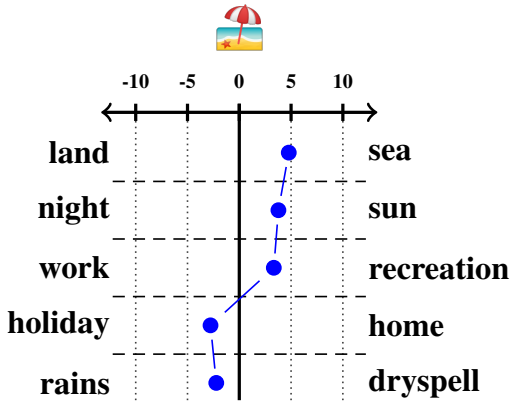 -10 -5 0 5 10
land sea
night sun
work recreation
holiday home
rains dryspell